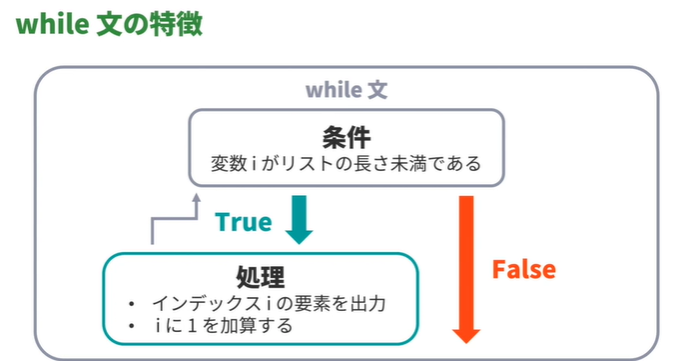 while 文の特徴
while 文
条件
変数 i がリストの長さ未満である
True
False
処理
• インデックス i の要素を出力
• i に 1 を加算する